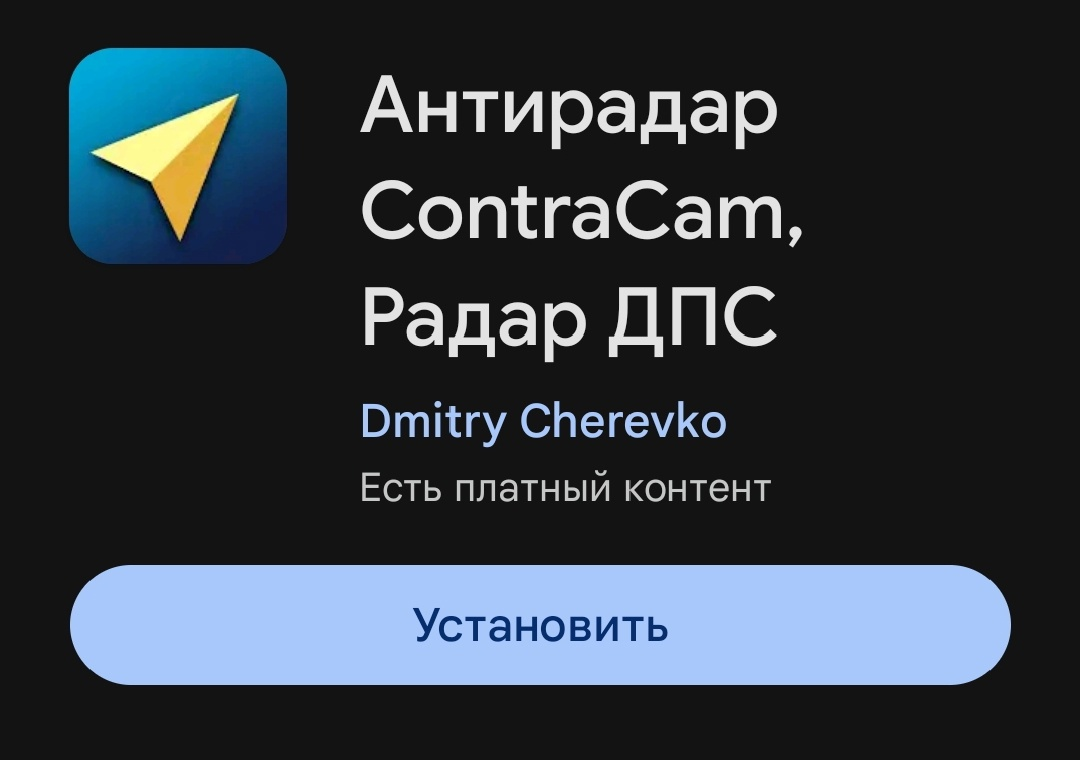 Антирадар
ContraCam,
Радар ДПС
Dmitry Cherevko
Есть платный контент
Установить